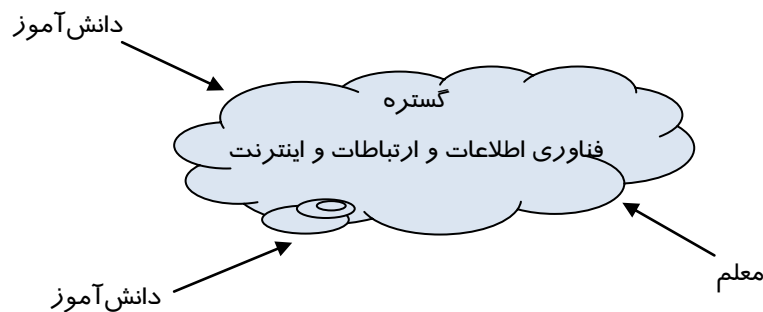 دانش‌آموز
گستره
فناوری اطلاعات و ارتباطات و اینترنت
معلم
دانش‌آموز